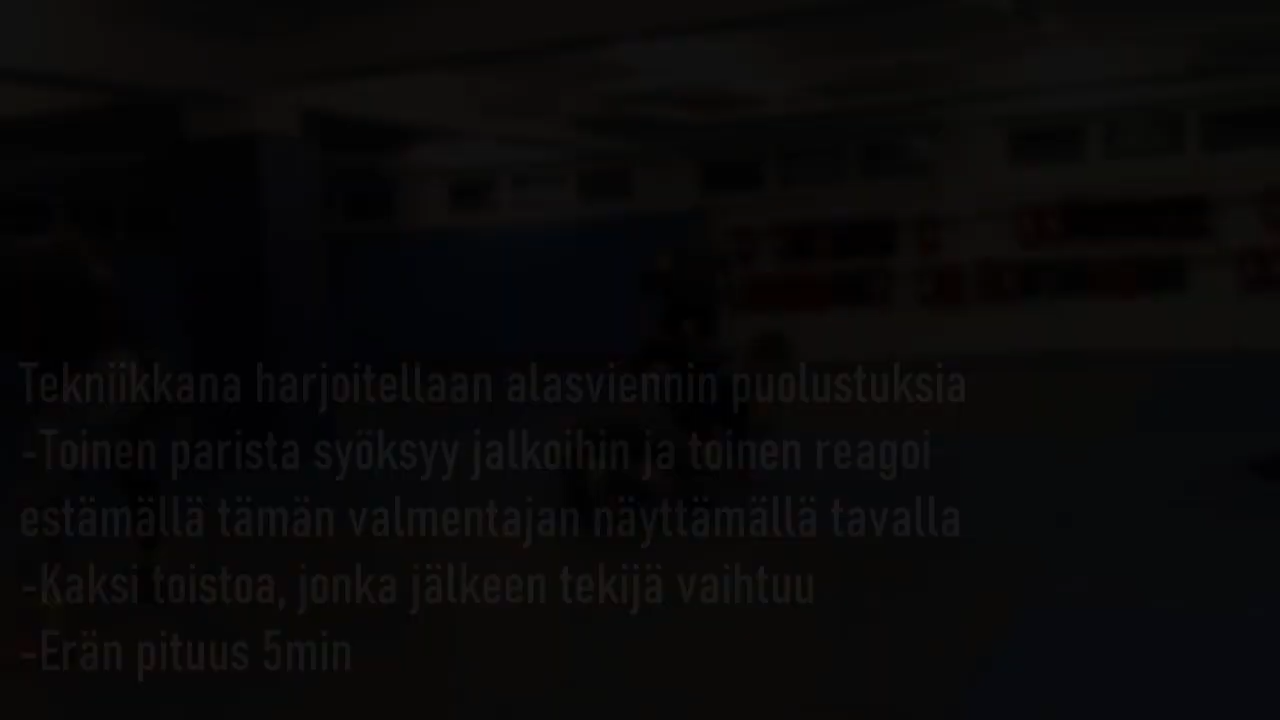 Tekniikkana harjoitellaan alasviennin puolustuksia
-Toinen parista syöksyy jalkoihin ja toinen reagoi
estämällä tämän valmentajan näyttämällä tavalla
-Kaksi toistoa, jonka jälkeen tekijä vaihtuu
-Erän pituus 5min